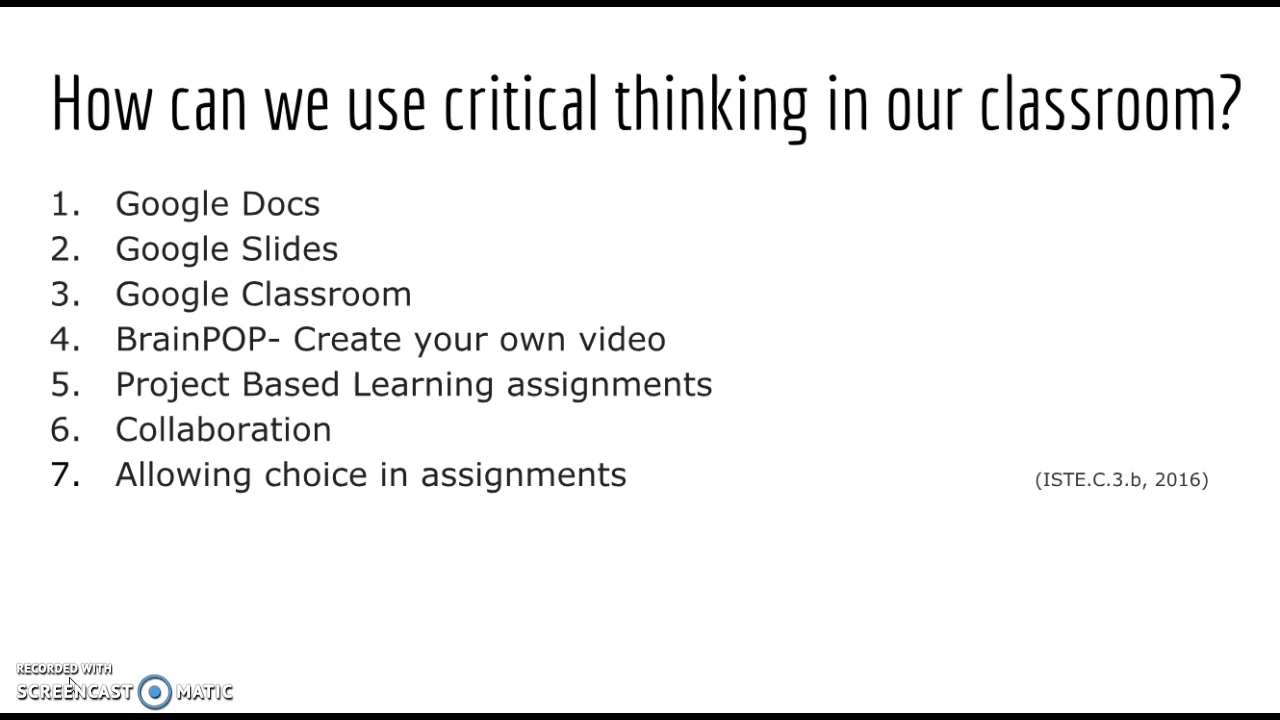 How can we use critical thinking in our classroom?
1. Google Docs
2. Google Slides
3. Google Classroom
4. BrainPOP- Create your own video
5. Project Based Learning assignments
6. Collaboration
7. Allowing choice in assignments
(ISTE.C.3.b, 2016)
RECORDED WITH
SCREENCAST MATIC